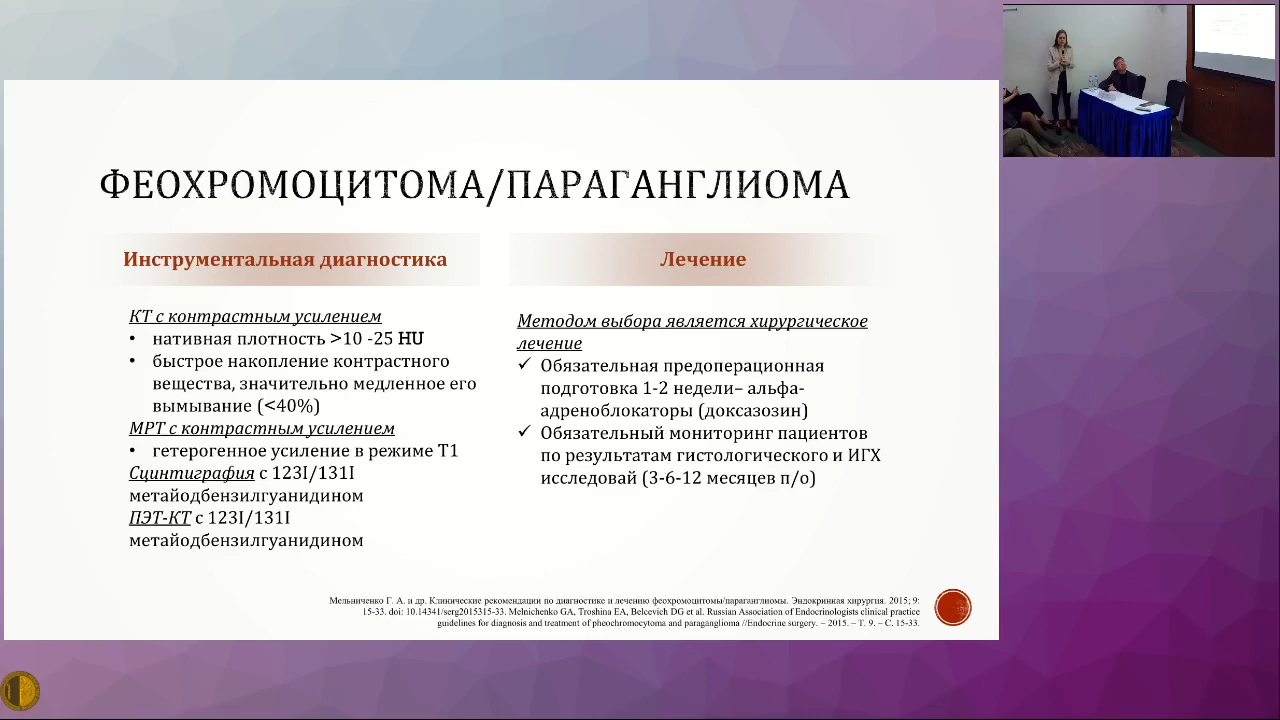 ФЕОХРОМОЦИТОМА/ПАРАГАНГЛИОМА
Инструментальная диагностика
КТ с контрастным усилением
• нативная плотность >10 -25 HU
• быстрое накопление контрастного
вещества, значительно медленное его
вымывание (<40%)
МРТ с контрастным усилением
• гетерогенное усиление в режиме Т1
Сцинтиграфия с 123I/131I
метайодбензилгуанидином
ПЭТ-КТ с 123I/131I
метайодбензилгуанидином
Лечение
Методом выбора является хирургическое
лечение
✓ Обязательная предоперационная
подготовка 1-2 недели– альфа-
адреноблокаторы (доксазозин)
✓ Обязательный мониторинг пациентов
по результатам гистологического и ИГХ
исследовай (3-6-12 месяцев п/о)
Мельниченко Г. А. и др. Клинические рекомендации по диагностике и лечению феохромоцитомы/параганглиомы. Эндокринная хирургия. 2015; 9:
15-33. doi: 10.14341/serg2015315-33. Melnichenko GA, Troshina EA, Belcevich DG et al. Russian Association of Endocrinologists clinical practice
guidelines for diagnosis and treatment of pheochromocytoma and paraganglioma //Endocrine surgery. – 2015. – Т. 9. – С. 15-33.